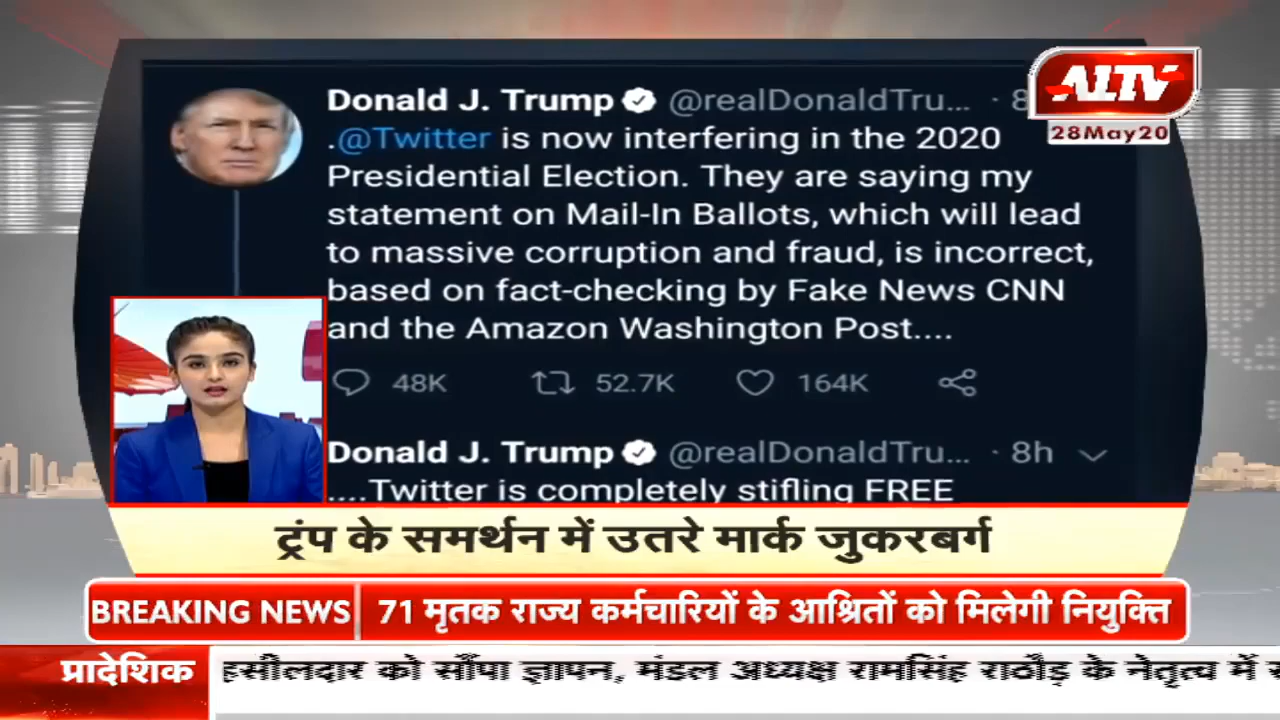 Donald J. Trump @realDonaldTru... · 8
.@Twitter is now interfering in the 2020
Presidential Election. They are saying my
statement on Mail-In Ballots, which will lead
to massive corruption and fraud, is incorrect,
based on fact-checking by Fake News CNN
and the Amazon Washington Post....
48K 52.7K 164K
Donald J. Trump @realDonaldTru... · 8h
....Twitter is completely stifling FREE
ALTV
28May20
ट्रंप के समर्थन में उतरे मार्क जुकरबर्ग
BREAKING NEWS 71 मृतक राज्य कर्मचारियों के आश्रितों को मिलेगी नियुक्ति
प्रादेशिक हसीलदार को सौंपा ज्ञापन, मंडल अध्यक्ष रामसिंह राठौड़ के नेतृत्व में